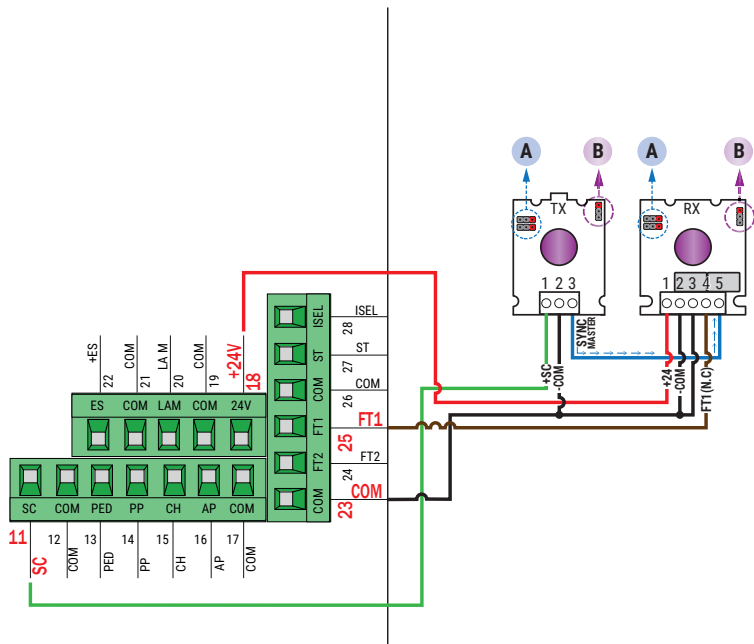 A B A B
TX RX
1 2 3 1 2 3 4 5
SYNC
MASTER
+SC
-COM
+24
-COM
FT1(N.C)
ISEL ISEL
28
ST ST
27
COM COM
26
FT1 FT1
25
FT2 FT2
24
COM COM
23
+ES 22
COM 21
LA M 20
COM 19
+24V 18
ES COM LAM COM 24V
SC COM PED PP CH AP COM
11 SC
12 COM
13 PED
14 PP
15 CH
16 AP
17 COM